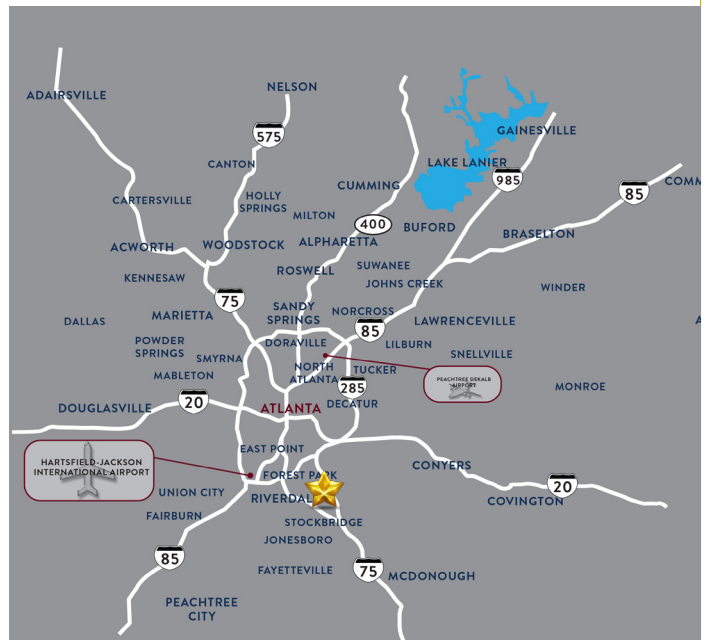 NELSON
ADAIRSVILLE
575
GAINESVILLE
CANTON
LAKE LANIER
985
COMM
85
CUMMING
CARTERSVILLE
HOLLY
SPRINGS
MILTON
400
BUFORD
BRASELTON
ACWORTH
WOODSTOCK
ALPHARETTA
ROSWELL
SUWANEE
KENNESAW
JOHNS CREEK
WINDER
75
SANDY
SPRINGS
NORCROSS
MARIETTA
DALLAS
85
LAWRENCEVILLE
A
POWDER
SPRINGS
DORAVILLE
LILBURN
SMYRNA
SNELLVILLE
NORTH
ATLANTA
TUCKER
MABLETON
285
PEACHTREE DEKALB
AIRPORT
MONROE
20
DOUGLASVILLE
ATLANTA
DECATUR
EAST POINT
HARTSFIELD-JACKSON
INTERNATIONAL AIRPORT
FOREST PARK
CONYERS
20
UNION CITY
RIVERDAL
COVINGTON
FAIRBURN
STOCKBRIDGE
JONESBORO
85
FAYETTEVILLE
75
MCDONOUGH
PEACHTREE
CITY